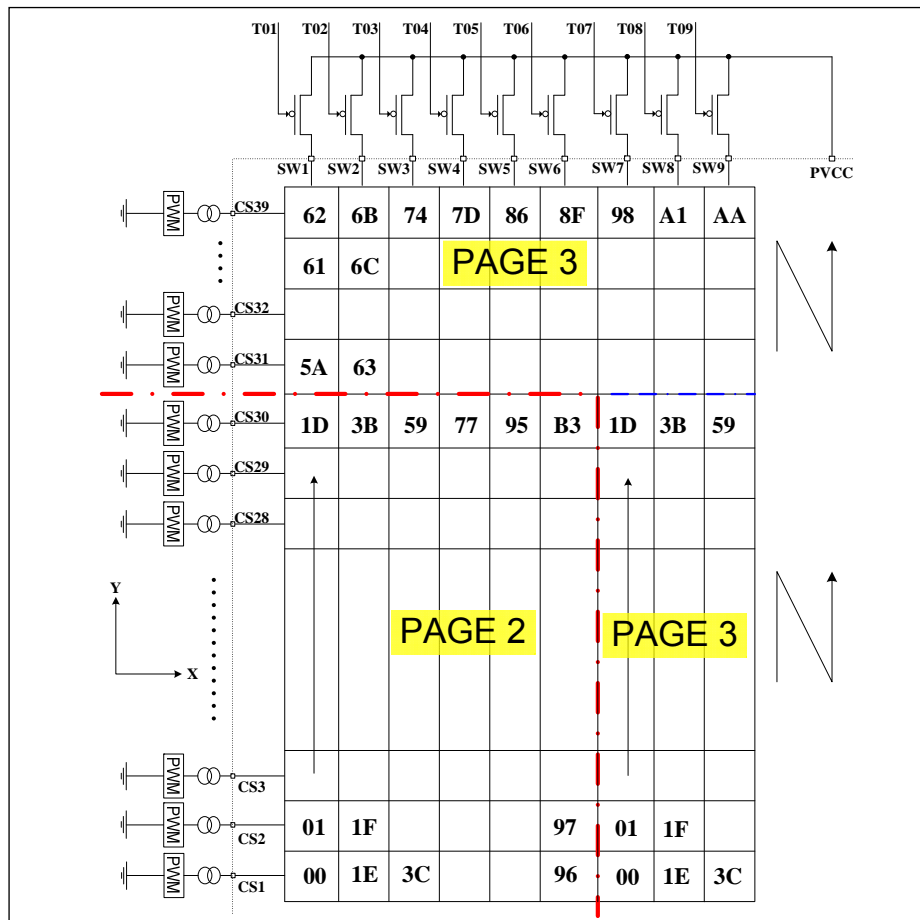 T01 T02 T03 T04 T05 T06 T07 T08 T09
SW1 SW2 SW3 SW4 SW5 SW6 SW7 SW8 SW9 PVCC
PWM CS39 62 6B 74 7D 86 8F 98 A1 AA
61 6C PAGE 3
PWM CS32
PWM CS31 5A 63
PWM CS30 1D 3B 59 77 95 B3 1D 3B 59
PWM CS29
PWM CS28
Y
X
PAGE 2 PAGE 3
PWM CS3
PWM CS2 01 1F 97 01 1F
PWM CS1 00 1E 3C 96 00 1E 3C